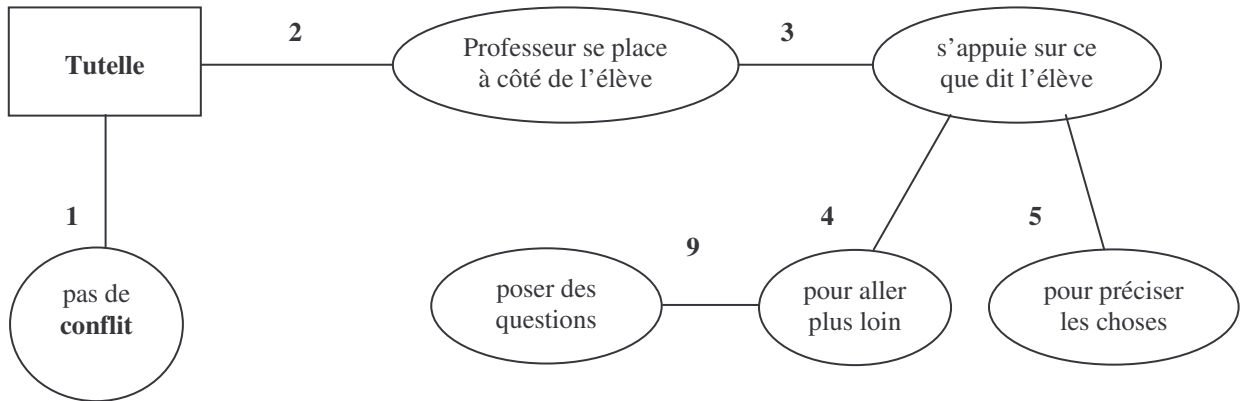 2
3
Tutelle
Professeur se place
à côté de l’élève
s’appuie sur ce
que dit l’élève
1
4
5
9
pas de
conflit
poser des
questions
pour aller
plus loin
pour préciser
les choses